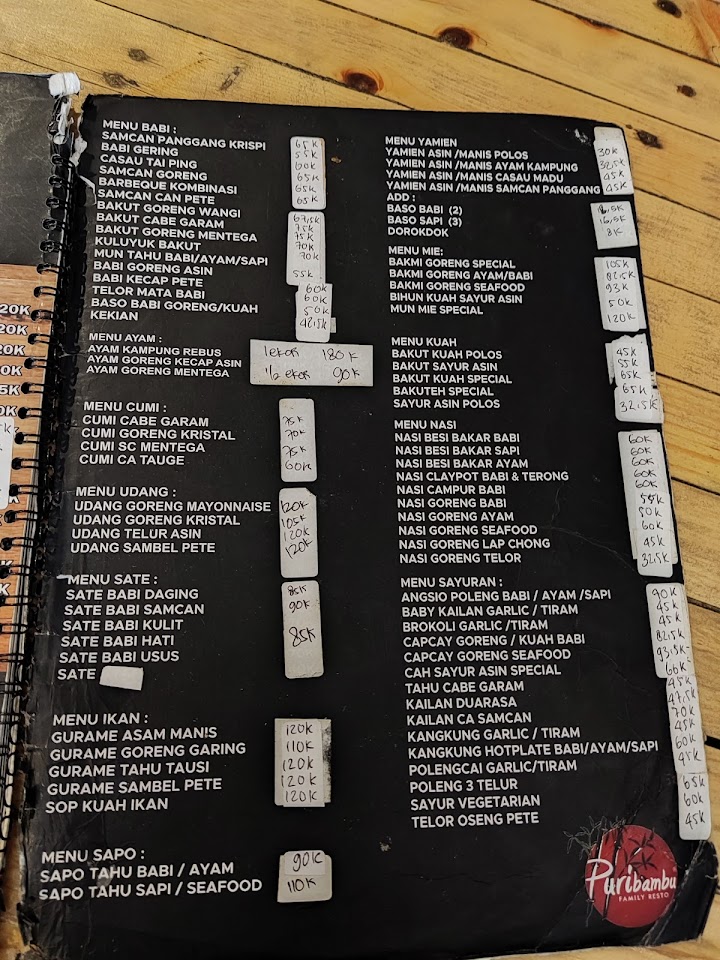 MENU BABI :
SAMCAN PANGGANG KRISPI 65K
BABI GERING 55K
CASAU TAI PING 60K
SAMCAN GORENG 65K
BARBEQUE KOMBINASI 65K
SAMCAN CAN PETE 65K
BAKUT GORENG WANGI 67,5K
BAKUT CABE GARAM 75K
BAKUT GORENG MENTEGA 75K
KULUYUK BAKUT 70K
MUN TAHU BABI/AYAM/SAPI 70K
BABI GORENG ASIN 55K
BABI KECAP PETE 60K
TELOR MATA BABI 60K
BASO BABI GORENG/KUAH 50K
KEKIAN 42,5K
MENU AYAM :
AYAM KAMPUNG REBUS 1 ekor 180K
AYAM GORENG KECAP ASIN
AYAM GORENG MENTEGA 1/2 ekor 90K
MENU CUMI :
CUMI CABE GARAM 75K
CUMI GORENG KRISTAL 70K
CUMI SC MENTEGA 75K
CUMI CA TAUGE 60K
MENU UDANG :
UDANG GORENG MAYONNAISE 120K
UDANG GORENG KRISTAL 105K
UDANG TELUR ASIN 120K
UDANG SAMBEL PETE 120K
MENU SATE :
SATE BABI DAGING 85K
SATE BABI SAMCAN 90K
SATE BABI KULIT
SATE BABI HATI 85K
SATE BABI USUS
SATE
MENU IKAN :
GURAME ASAM MANIS 120K
GURAME GORENG GARING 110K
GURAME TAHU TAUSI 120K
GURAME SAMBEL PETE 120K
SOP KUAH IKAN 120K
MENU SAPO :
SAPO TAHU BABI / AYAM 90K
SAPO TAHU SAPI / SEAFOOD 110K
MENU YAMIEN
YAMIEN ASIN /MANIS POLOS 30K
YAMIEN ASIN /MANIS AYAM KAMPUNG 32,5K
YAMIEN ASIN /MANIS CASAU MADU 45K
YAMIEN ASIN /MANIS SAMCAN PANGGANG 45K
ADD :
BASO BABI (2) 16,5K
BASO SAPI (3) 16,5K
DOROKDOK 8K
MENU MIE:
BAKMI GORENG SPECIAL 105K
BAKMI GORENG AYAM/BABI 82,5K
BAKMI GORENG SEAFOOD 93K
BIHUN KUAH SAYUR ASIN 50K
MUN MIE SPECIAL 120K
MENU KUAH
BAKUT KUAH POLOS 45K
BAKUT SAYUR ASIN 55K
BAKUT KUAH SPECIAL 65K
BAKUTEH SPECIAL 65K
SAYUR ASIN POLOS 32,5K
MENU NASI
NASI BESI BAKAR BABI 60K
NASI BESI BAKAR SAPI 60K
NASI BESI BAKAR AYAM 60K
NASI CLAYPOT BABI & TERONG 60K
NASI CAMPUR BABI 60K
NASI GORENG BABI
NASI GORENG AYAM 50K
NASI GORENG SEAFOOD 60K
NASI GORENG LAP CHONG 45K
NASI GORENG TELOR 32,5K
MENU SAYURAN :
ANGSIO POLENG BABI / AYAM /SAPI 90K
BABY KAILAN GARLIC / TIRAM 45K
BROKOLI GARLIC /TIRAM 45K
CAPCAY GORENG / KUAH BABI 82,5K
CAPCAY GORENG SEAFOOD 93,5K
CAH SAYUR ASIN SPECIAL 66K
TAHU CABE GARAM 45K
KAILAN DUARASA 47,5K
KAILAN CA SAMCAN 70K
KANGKUNG GARLIC / TIRAM 45K
KANGKUNG HOTPLATE BABI/AYAM/SAPI 60K
POLENGCAI GARLIC/TIRAM 45K
POLENG 3 TELUR 65K
SAYUR VEGETARIAN 60K
TELOR OSENG PETE 45K
Puribambu
FAMILY RESTO